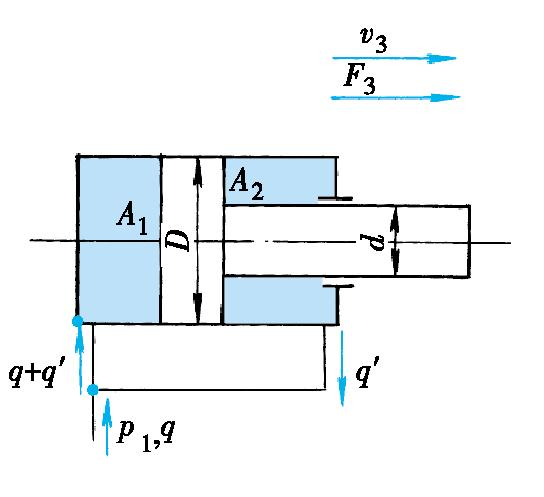 v₃
F₃
A₂
A₁
D
d
q+q′
q′
p₁,q